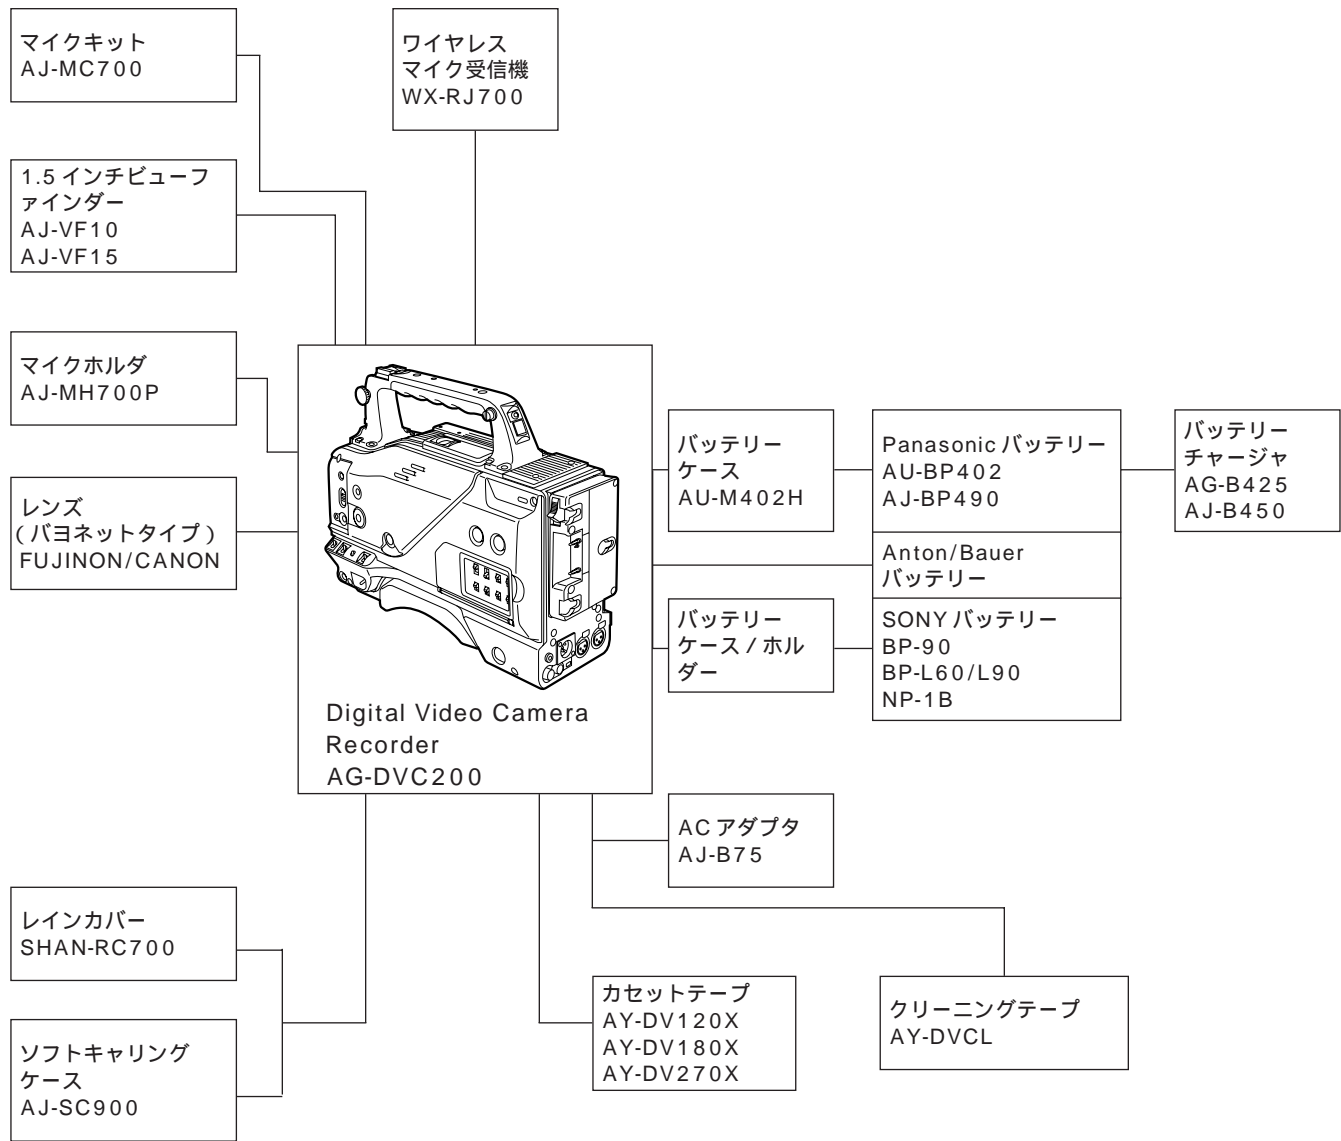 マイクキット
AJ-MC700
ワイヤレス
マイク受信機
WX-RJ700
1.5 インチビューフ
ァインダー
AJ-VF10
AJ-VF15
マイクホルダ
AJ-MH700P
レンズ
(バヨネットタイプ)
FUJINON/CANON
Digital Video Camera
Recorder
AG-DVC200
バッテリー
ケース
AU-M402H
Panasonic バッテリー
AU-BP402
AJ-BP490
バッテリー
チャージャ
AG-B425
AJ-B450
Anton/Bauer
バッテリー
バッテリー
ケース / ホル
ダー
SONY バッテリー
BP-90
BP-L60/L90
NP-1B
AC アダプタ
AJ-B75
レインカバー
SHAN-RC700
ソフトキャリング
ケース
AJ-SC900
カセットテープ
AY-DV120X
AY-DV180X
AY-DV270X
クリーニングテープ
AY-DVCL